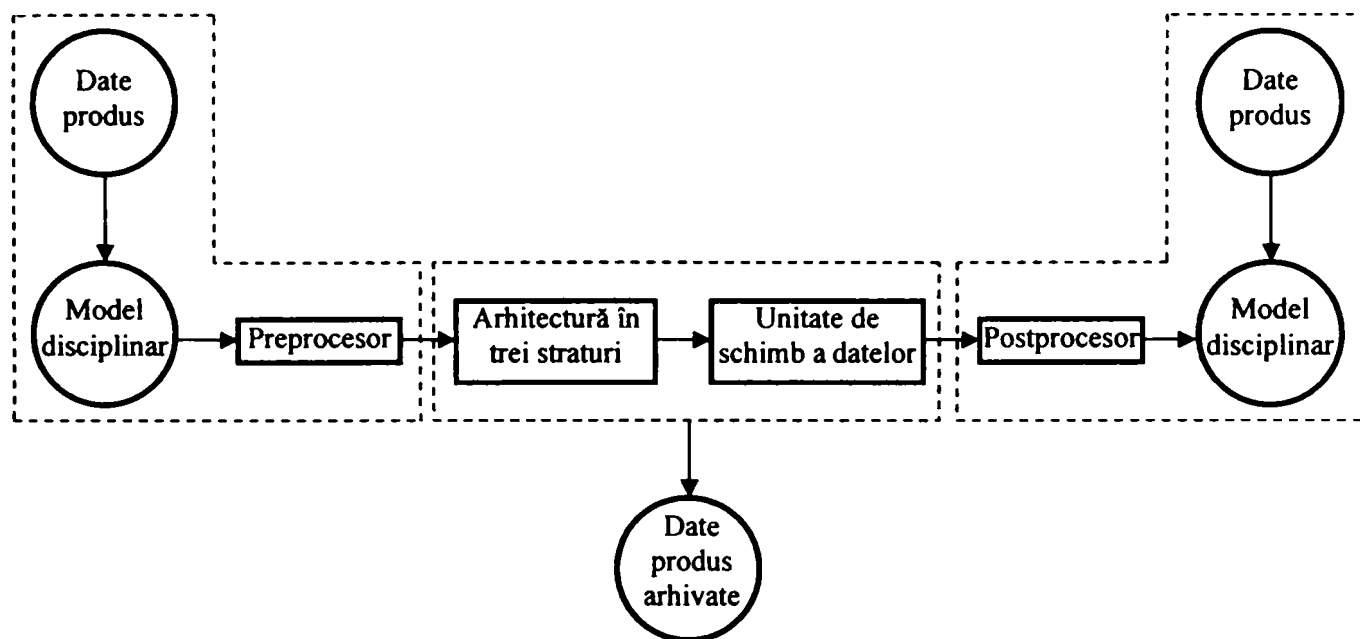 Date
produs
Date
produs
Model
disciplinar
Preprocesor
Arhitectură în
trei straturi
Unitate de
schimb a datelor
Postprocesor
Model
disciplinar
Date
produs
arhivate